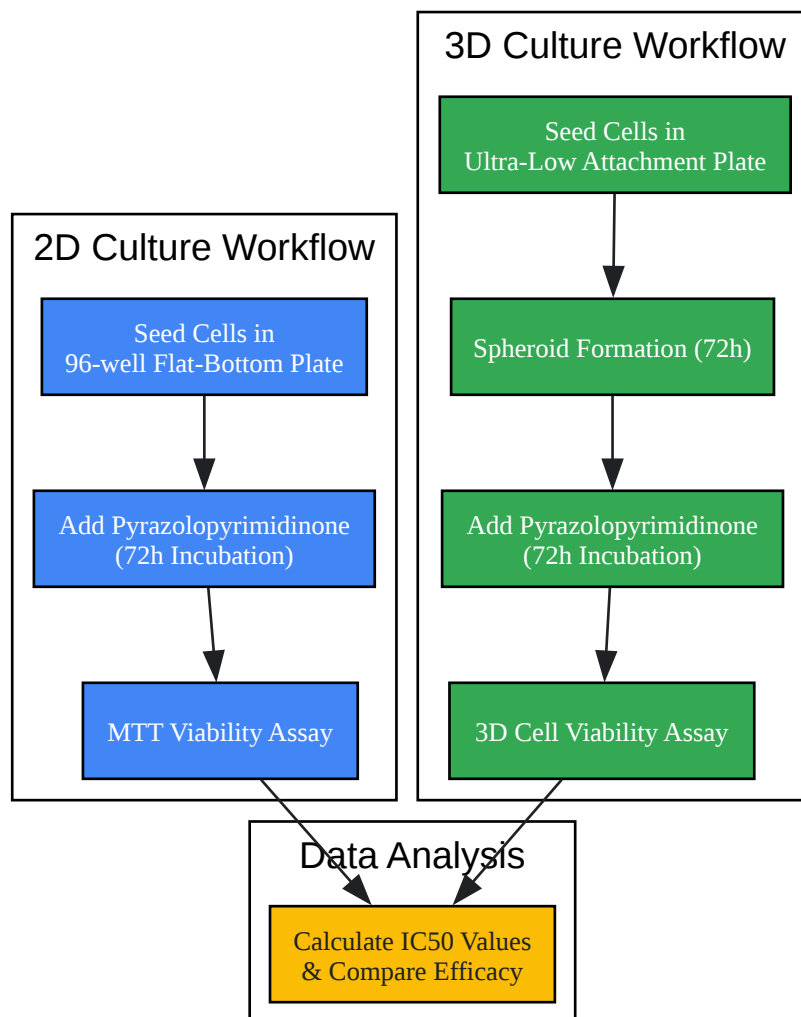 2D Culture Workflow
Seed Cells in
96-well Flat-Bottom Plate
Add Pyrazolopyrimidinone
(72h Incubation)
MTT Viability Assay
3D Culture Workflow
Seed Cells in
Ultra-Low Attachment Plate
Spheroid Formation (72h)
Add Pyrazolopyrimidinone
(72h Incubation)
3D Cell Viability Assay
Data Analysis
Calculate IC50 Values
& Compare Efficacy